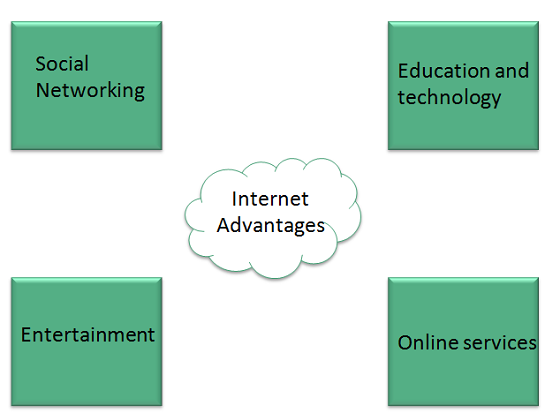 Social
Networking
Education and
technology
Internet
Advantages
Entertainment
Online services